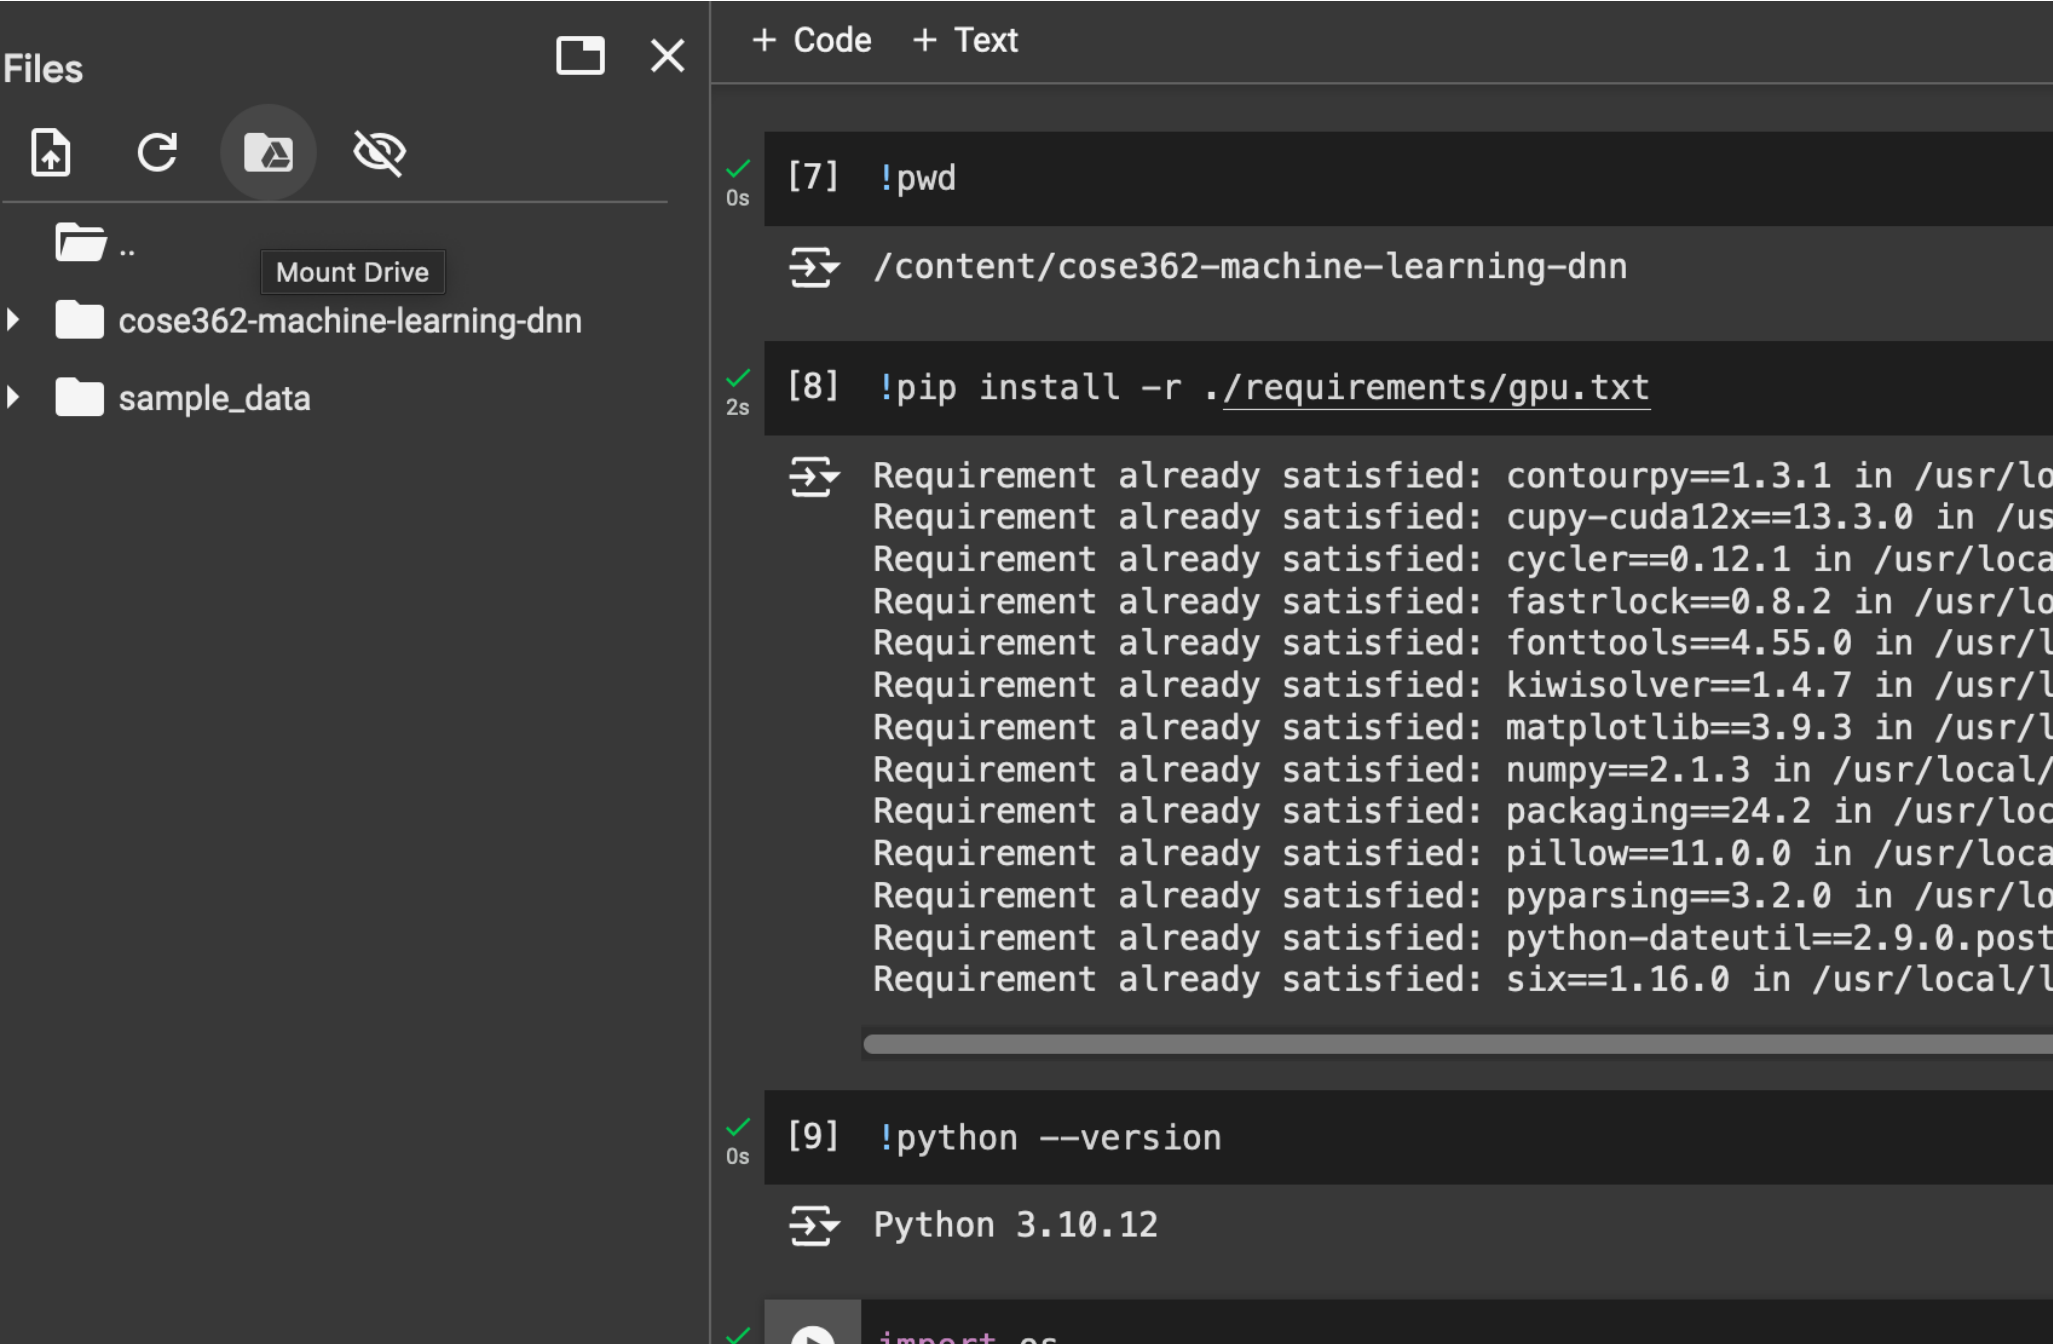 Files
..
Mount Drive
cose362-machine-learning-dnn
sample_data
+ Code + Text
0s
[7] !pwd
/content/cose362-machine-learning-dnn
2s
[8] !pip install -r ./requirements/gpu.txt
Requirement already satisfied: contourpy==1.3.1 in /usr/lo
Requirement already satisfied: cupy-cuda12x==13.3.0 in /us
Requirement already satisfied: cycler==0.12.1 in /usr/loca
Requirement already satisfied: fastrlock==0.8.2 in /usr/lo
Requirement already satisfied: fonttools==4.55.0 in /usr/l
Requirement already satisfied: kiwisolver==1.4.7 in /usr/l
Requirement already satisfied: matplotlib==3.9.3 in /usr/l
Requirement already satisfied: numpy==2.1.3 in /usr/local/
Requirement already satisfied: packaging==24.2 in /usr/loc
Requirement already satisfied: pillow==11.0.0 in /usr/loca
Requirement already satisfied: pyparsing==3.2.0 in /usr/lo
Requirement already satisfied: python-dateutil==2.9.0.post
Requirement already satisfied: six==1.16.0 in /usr/local/l
0s
[9] !python --version
Python 3.10.12
import os